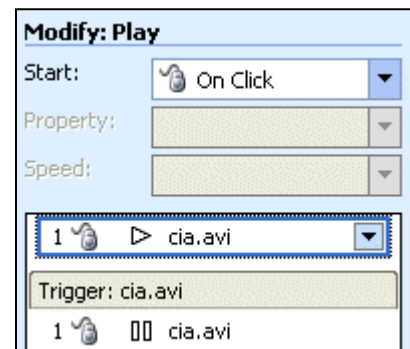 Modify: Play
Start: On Click
Property:
Speed:
1 cia.avi
Trigger: cia.avi
1 cia.avi